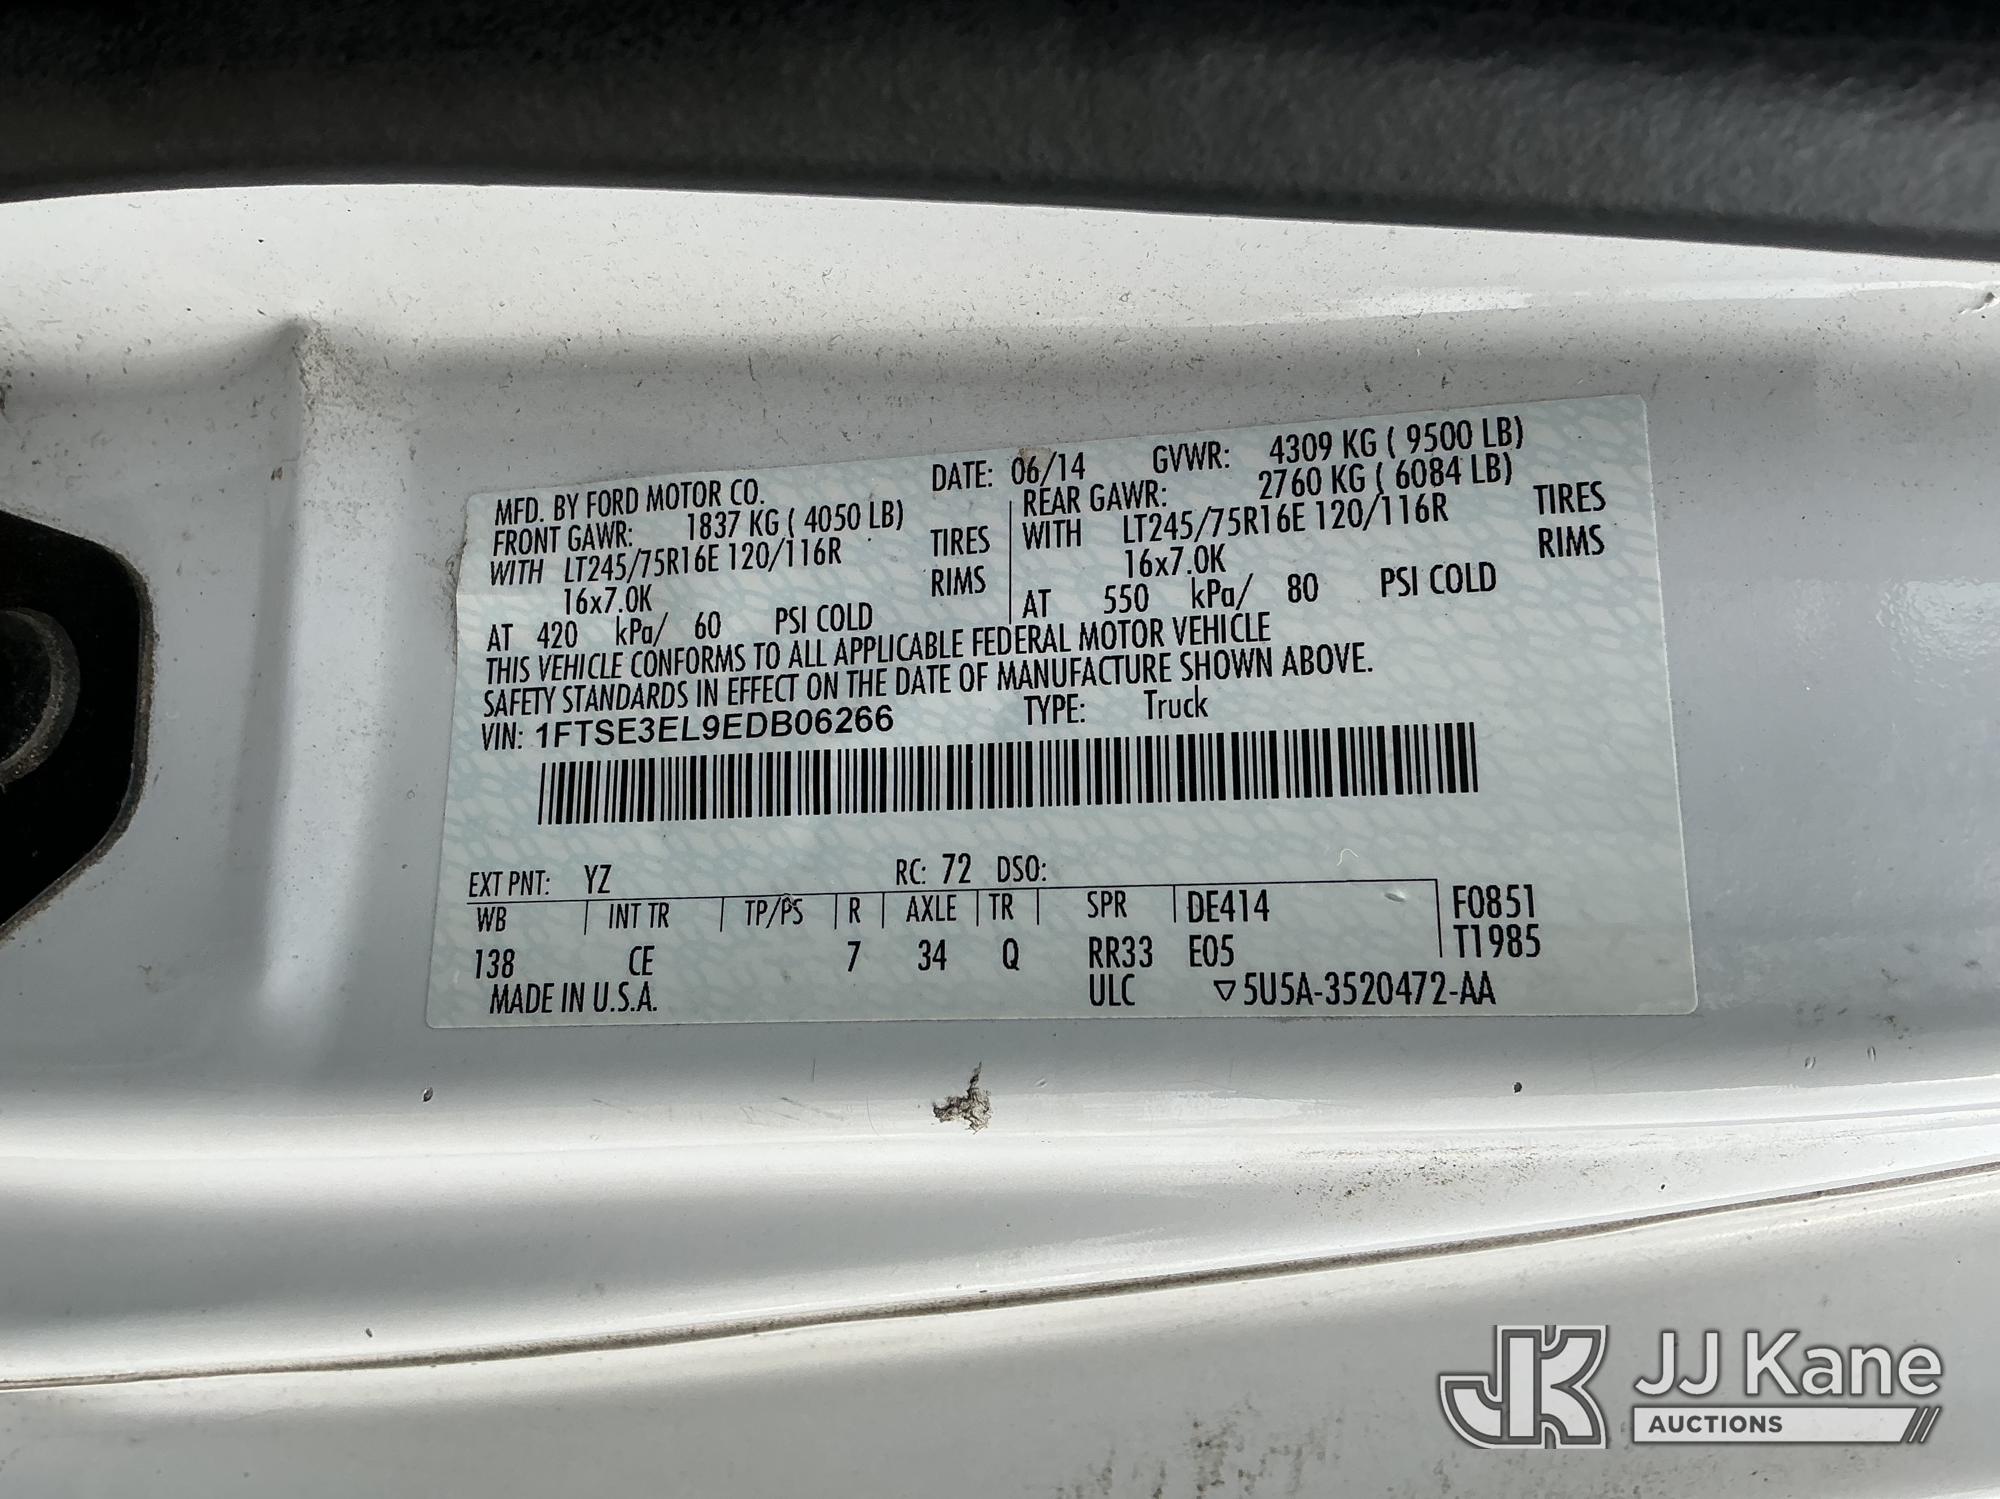 MFD. BY FORD MOTOR CO. DATE: 06/14 GVWR: 4309 KG ( 9500 LB)
FRONT GAWR: 1837 KG ( 4050 LB) REAR GAWR: 2760 KG ( 6084 LB)
WITH LT245/75R16E 120/116R TIRES WITH LT245/75R16E 120/116R TIRES
16x7.0K RIMS 16x7.0K RIMS
AT 420 kPa/ 60 PSI COLD AT 550 kPa/ 80 PSI COLD
THIS VEHICLE CONFORMS TO ALL APPLICABLE FEDERAL MOTOR VEHICLE
SAFETY STANDARDS IN EFFECT ON THE DATE OF MANUFACTURE SHOWN ABOVE.
VIN: 1FTSE3EL9EDB06266 TYPE: Truck
EXT PNT: YZ RC: 72 DSO:
WB INT TR TP/PS R AXLE TR SPR DE414 F0851
138 CE 7 34 Q RR33 E05 T1985
MADE IN U.S.A. ULC ▽5U5A-3520472-AA
JK JJ Kane
AUCTIONS